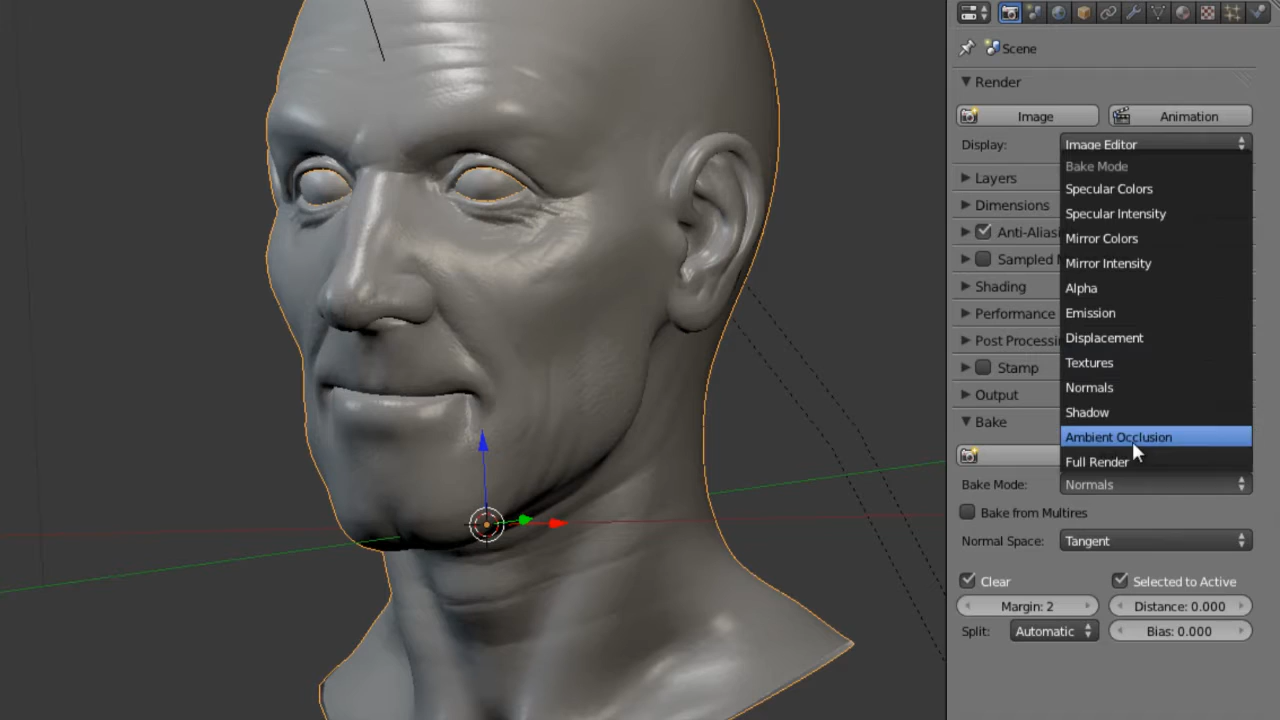 Scene
Render
Image
Animation
Display:
Image Editor
Bake Mode
Layers
Specular Colors
Dimensions
Specular Intensity
Anti-Alias
Mirror Colors
Sampled
Mirror Intensity
Shading
Alpha
Performance
Emission
Post Process
Displacement
Stamp
Textures
Output
Normals
Bake
Shadow
Ambient Occlusion
Full Render
Bake Mode:
Normals
Bake from Multires
Normal Space:
Tangent
Clear
Selected to Active
Margin: 2
Distance: 0.000
Split:
Automatic
Bias: 0.000